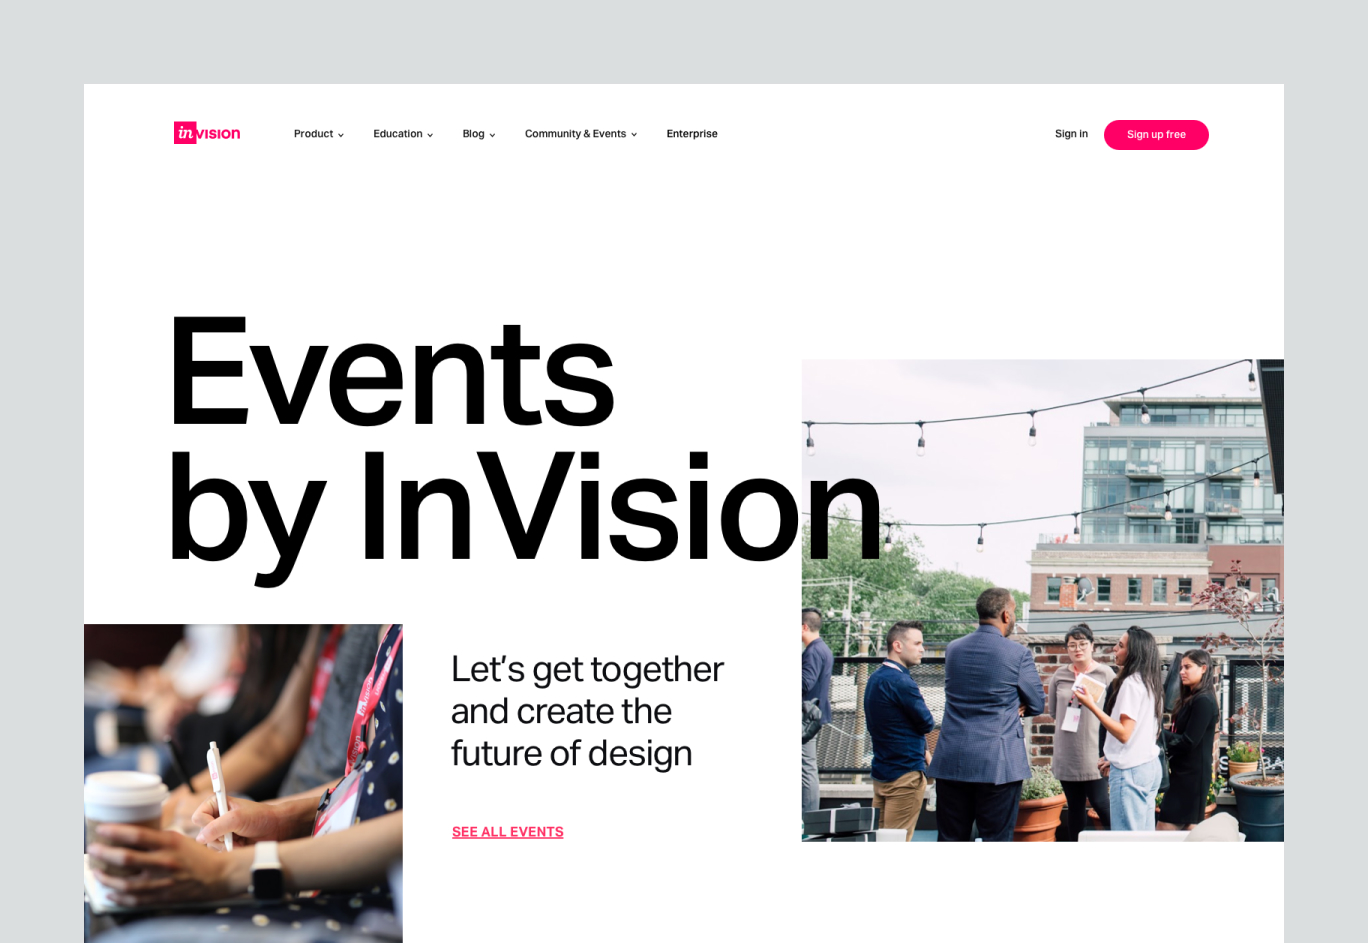 invision
Product
Education
Blog
Community & Events
Enterprise
Sign in
Sign up free
Events
by InVision
Let’s get together
and create the
future of design
SEE ALL EVENTS
invision